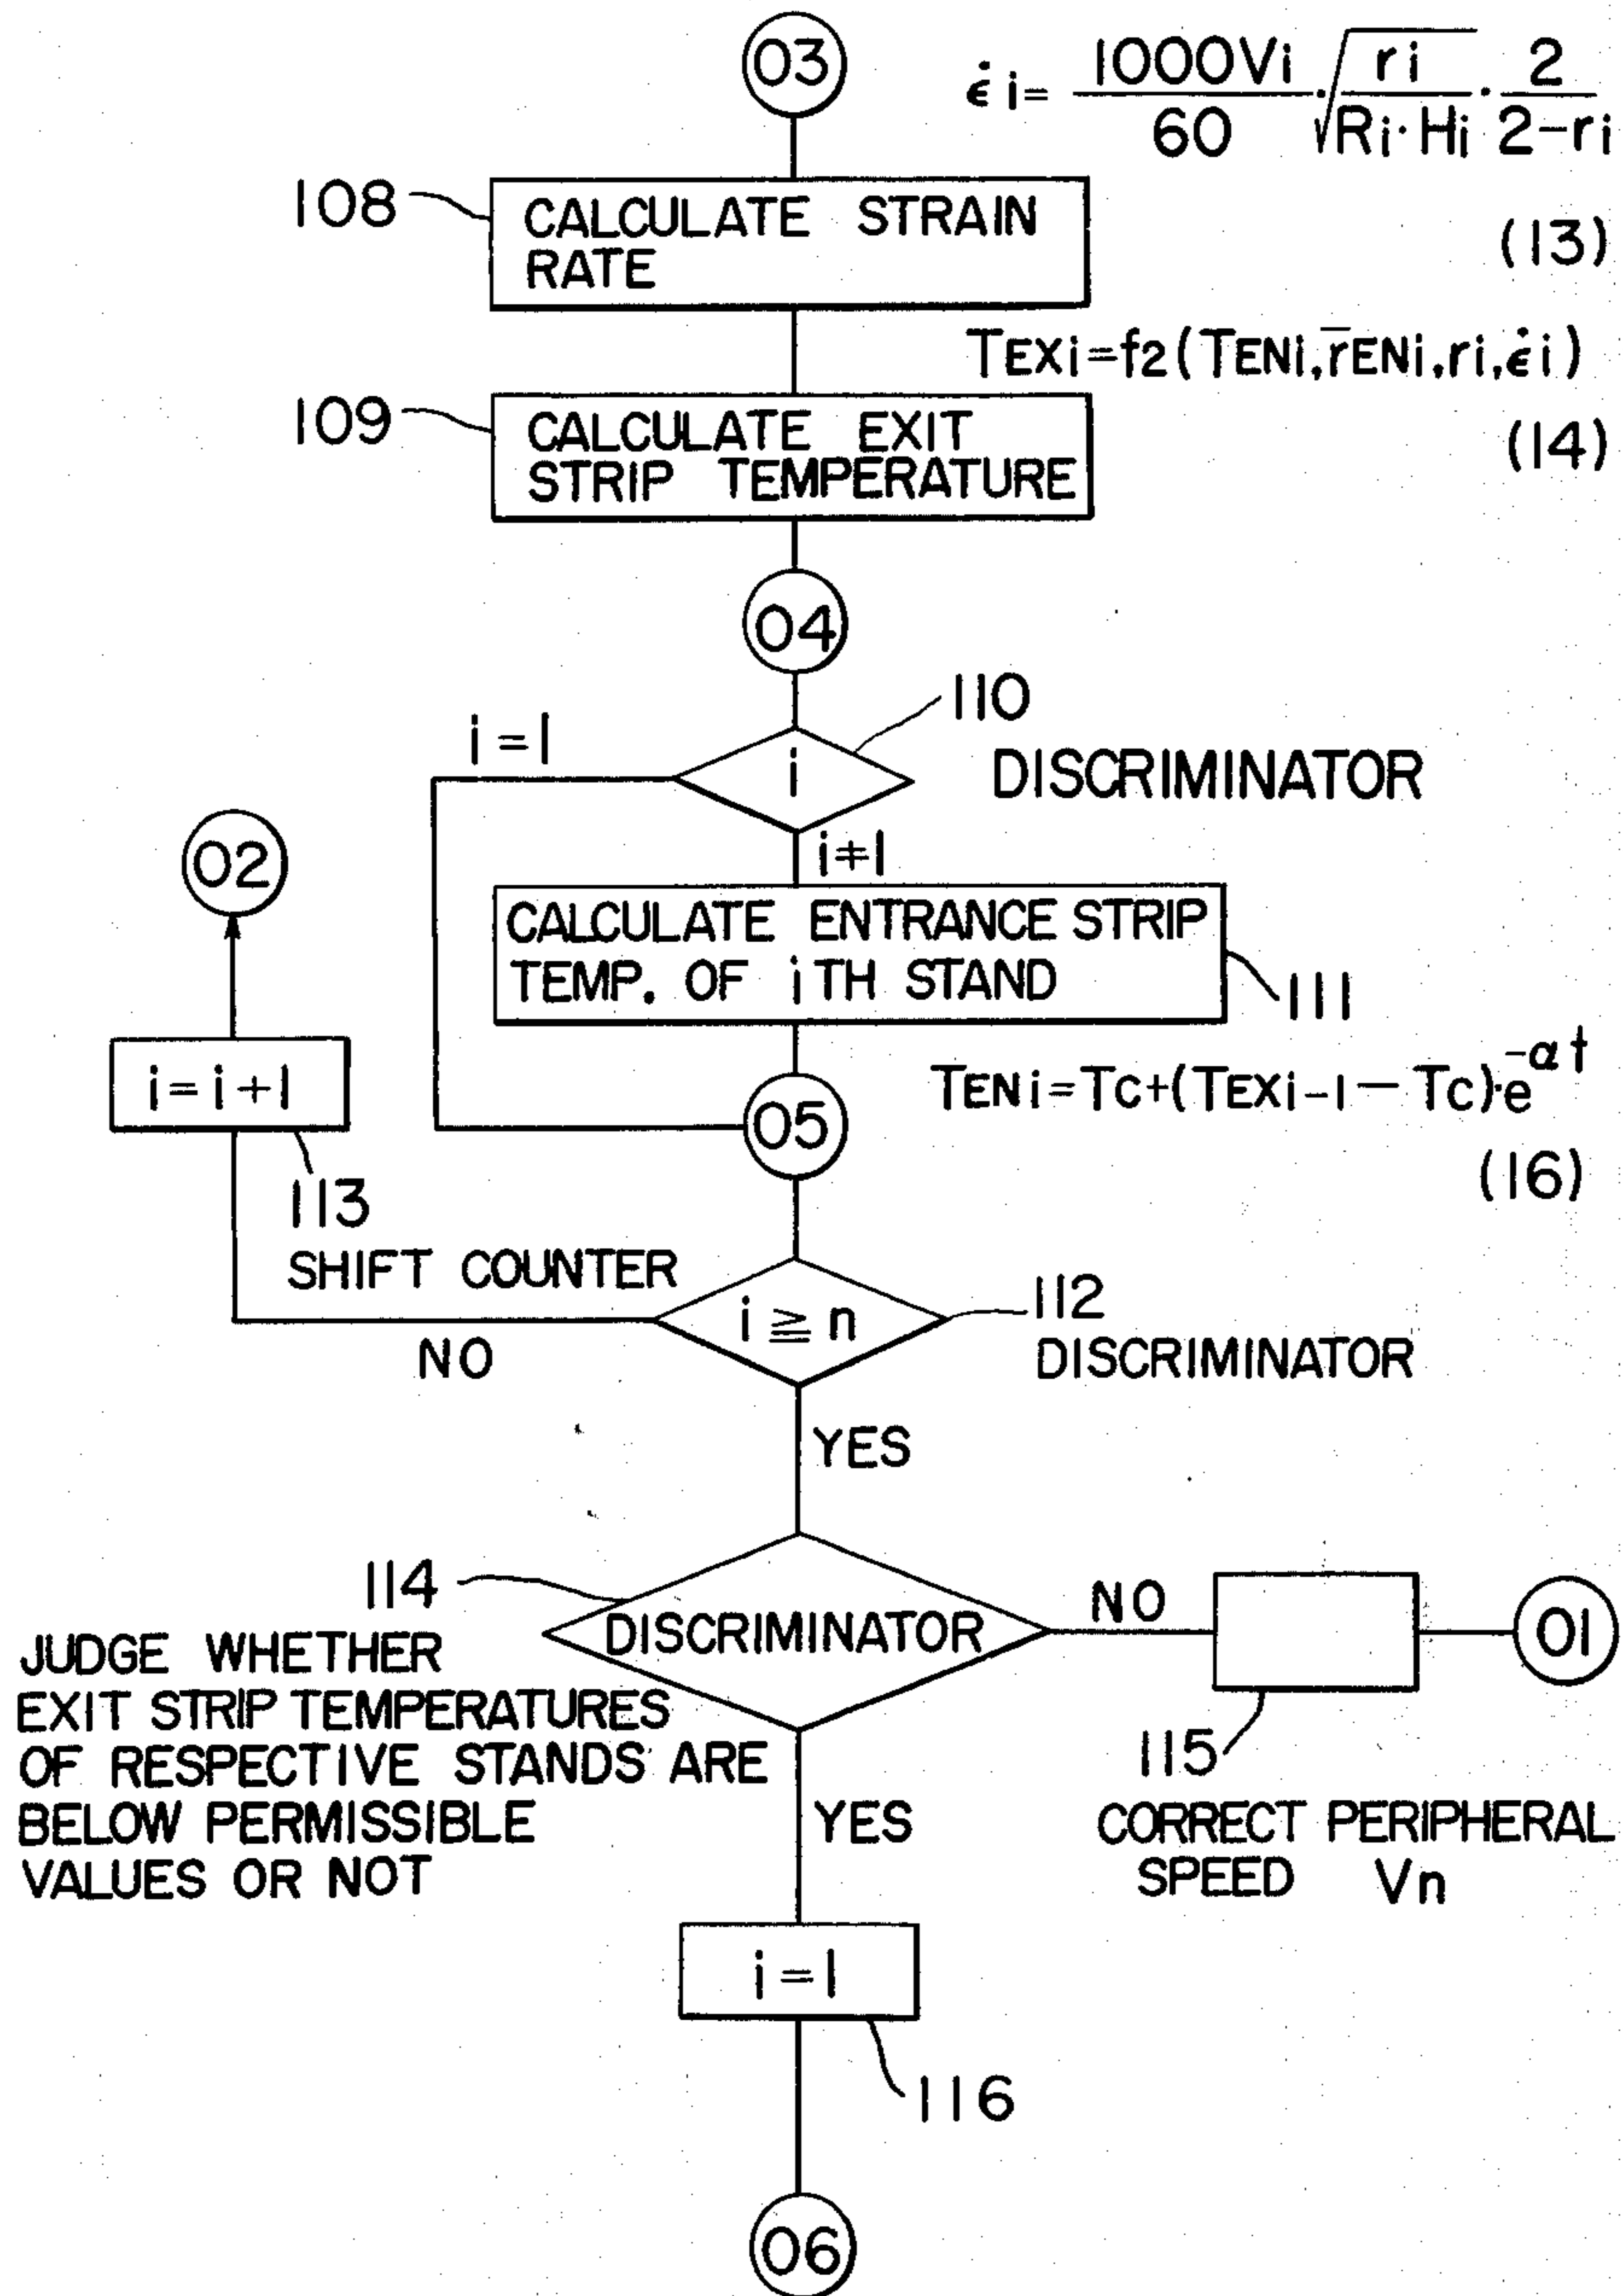 03
ε̇i = 1000Vi/60 · √(ri/(Ri·Hi)) · 2/(2-ri)
108
CALCULATE STRAIN
RATE
(13)
TEXi=f2(TENi, r̅ENi, ri, ε̇i)
109
CALCULATE EXIT
STRIP TEMPERATURE
(14)
04
110
i=1
i
DISCRIMINATOR
i≠1
02
CALCULATE ENTRANCE STRIP
TEMP. OF iTH STAND
111
i=i+1
TENi=Tc+(TEXi-1 - Tc)·e^-αt
05
(16)
113
SHIFT COUNTER
i≧n
112
DISCRIMINATOR
NO
YES
114
DISCRIMINATOR
NO
01
JUDGE WHETHER
EXIT STRIP TEMPERATURES
OF RESPECTIVE STANDS ARE
BELOW PERMISSIBLE
VALUES OR NOT
115
YES
CORRECT PERIPHERAL
SPEED Vn
i=1
116
06